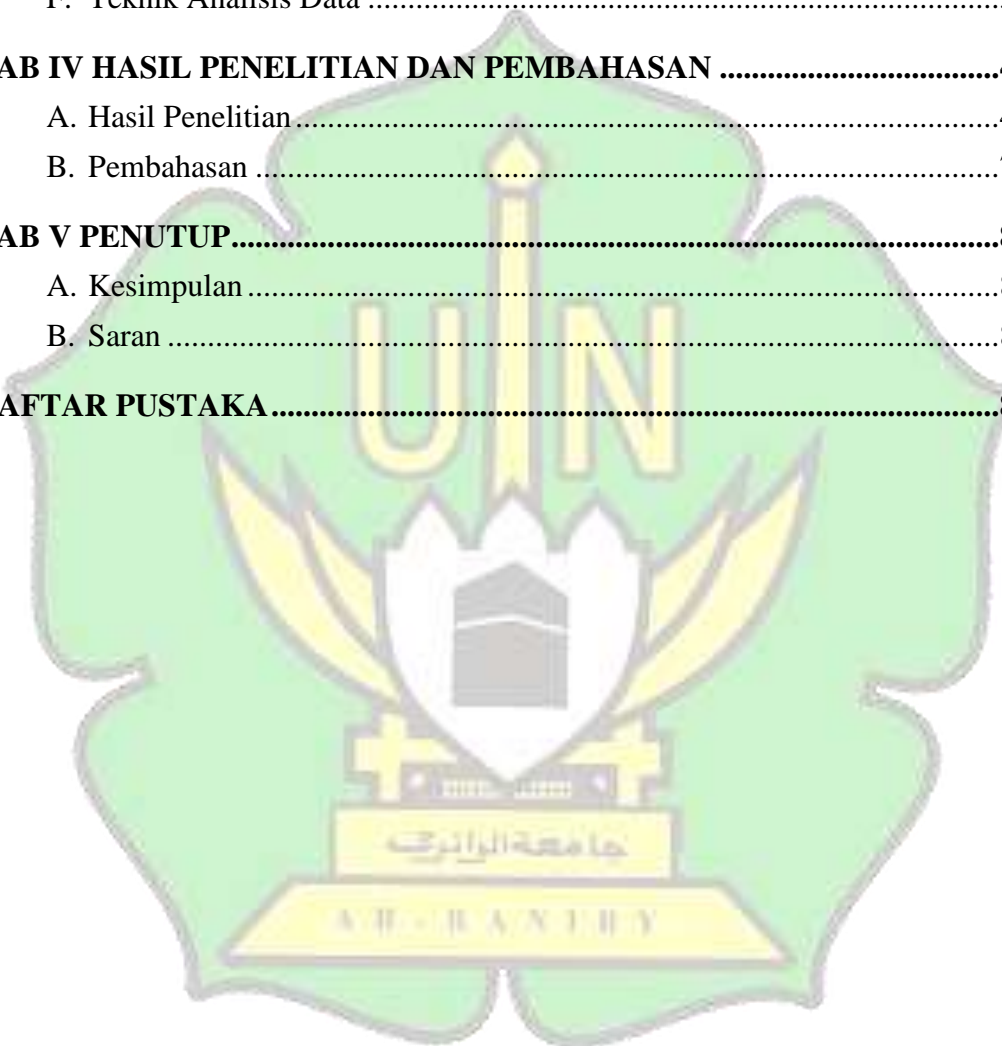 F. Teknik Analisis Data ........................................................................
AB IV HASIL PENELITIAN DAN PEMBAHASAN ...................................
A. Hasil Penelitian ........................................................................................
B. Pembahasan .............................................................................................
AB V PENUTUP................................................................................................
A. Kesimpulan ..............................................................................................
B. Saran ........................................................................................................
AFTAR PUSTAKA...........................................................................................
UIN
جامعة الرانري
AR-RANIRY